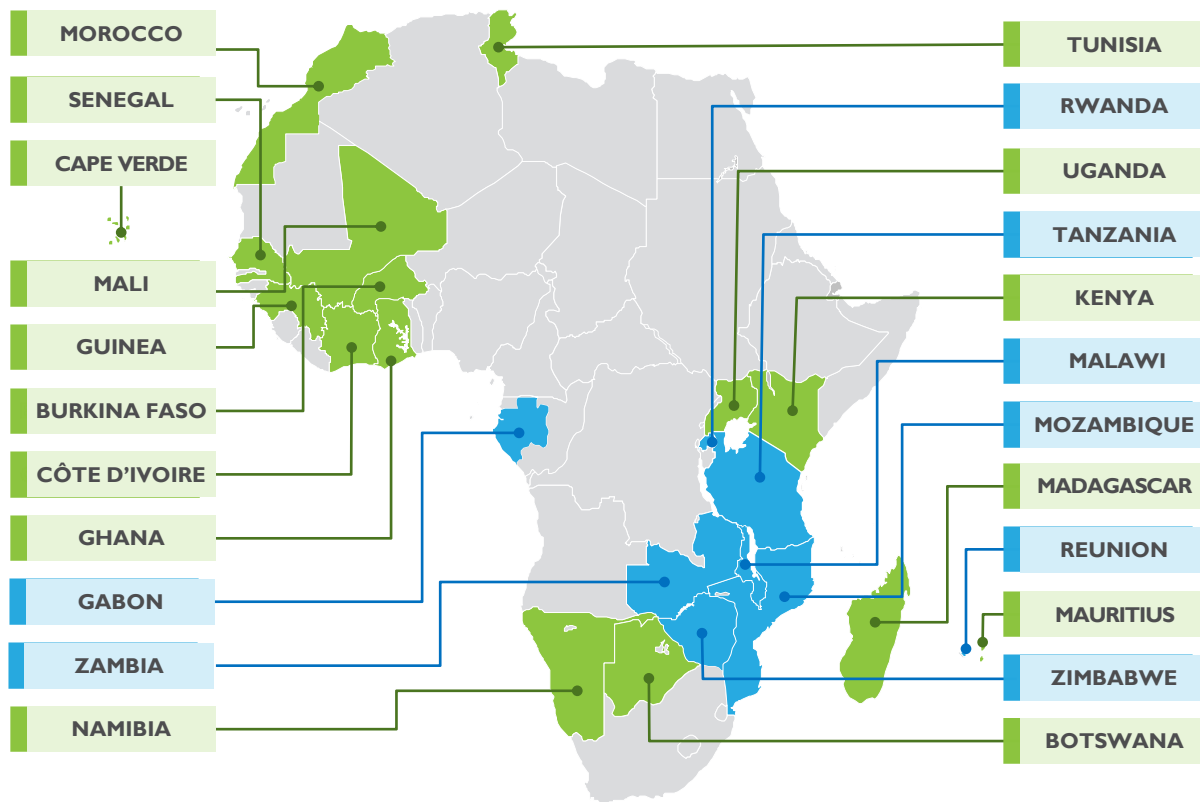 MOROCCO
SENEGAL
CAPE VERDE
MALI
GUINEA
BURKINA FASO
CÔTE D’IVOIRE
GHANA
GABON
ZAMBIA
NAMIBIA
TUNISIA
RWANDA
UGANDA
TANZANIA
KENYA
MALAWI
MOZAMBIQUE
MADAGASCAR
REUNION
MAURITIUS
ZIMBABWE
BOTSWANA